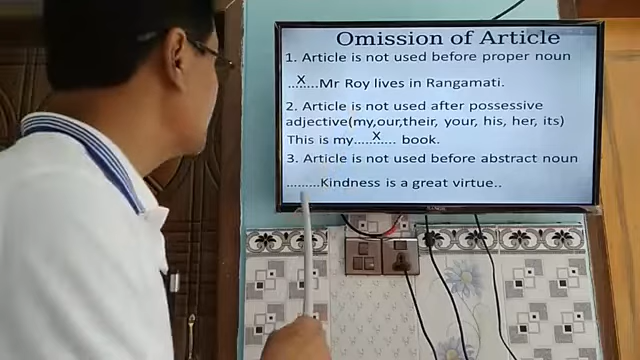 Omission of Article
1. Article is not used before proper noun
...X....Mr Roy lives in Rangamati.
2. Article is not used after possessive
adjective(my,our,their, your, his, her, its)
This is my.....X..... book.
3. Article is not used before abstract noun
.........Kindness is a great virtue..